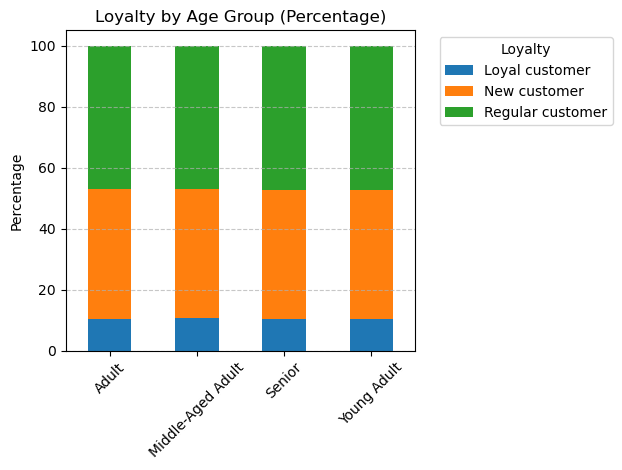 Loyalty by Age Group (Percentage)
Loyalty
Loyal customer
New customer
Regular customer
Percentage
100
80
60
40
20
0
Adult
Middle-Aged Adult
Senior
Young Adult